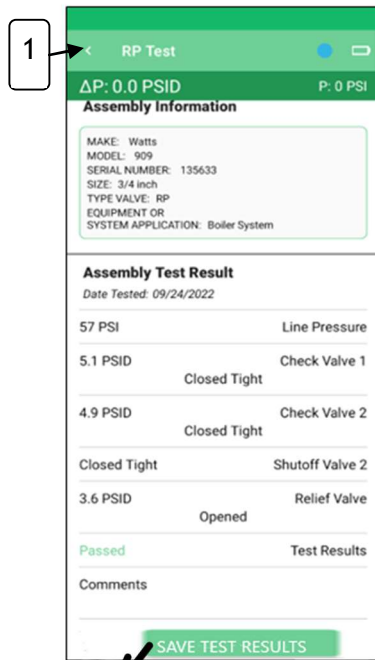 1
< RP Test
ΔP: 0.0 PSID P: 0 PSI
Assembly Information
MAKE: Watts
MODEL: 909
SERIAL NUMBER: 135633
SIZE: 3/4 inch
TYPE VALVE: RP
EQUIPMENT OR
SYSTEM APPLICATION: Boiler System
Assembly Test Result
Date Tested: 09/24/2022
57 PSI Line Pressure
5.1 PSID Check Valve 1
Closed Tight
4.9 PSID Check Valve 2
Closed Tight
Closed Tight Shutoff Valve 2
3.6 PSID Relief Valve
Opened
Passed Test Results
Comments
SAVE TEST RESULTS